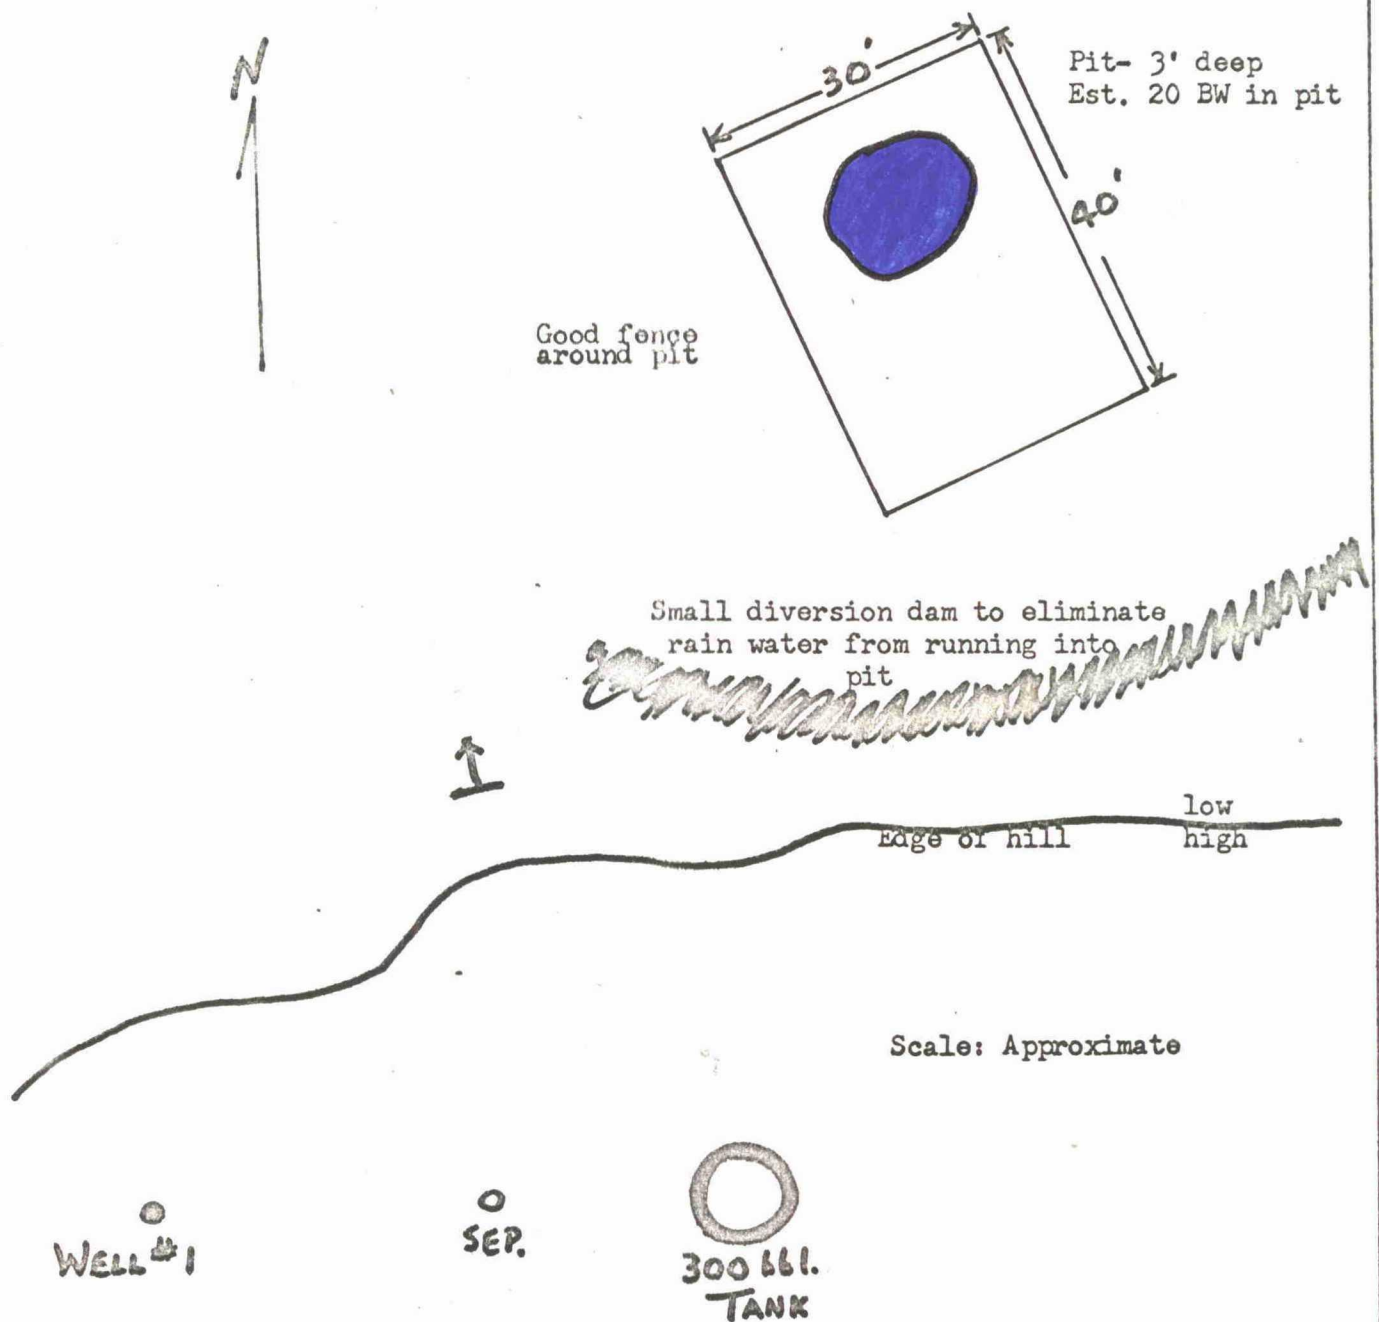 N
30'
Pit- 3' deep
Est. 20 BW in pit
40'
Good fence
around pit
Small diversion dam to eliminate
rain water from running into
pit
low
Edge of hill high
Scale: Approximate
WELL #1
SEP.
300 bbl.
TANK